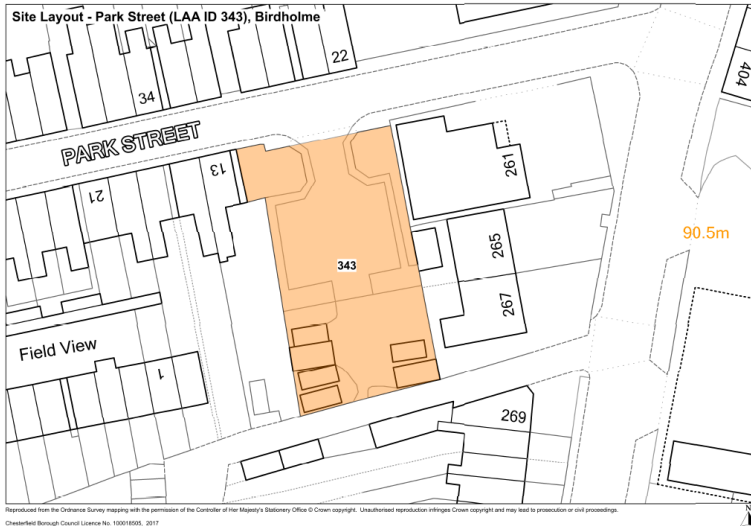 Site Layout - Park Street (LAA ID 343), Birdholme
22
404
34
PARK STREET
13
261
21
265
90.5m
343
267
Field View
1
269
Reproduced from the Ordnance Survey mapping with the permission of the Controller of Her Majesty's Stationery Office © Crown copyright. Unauthorised reproduction infringes Crown copyright and may lead to prosecution or civil proceedings.
Chesterfield Borough Council Licence No. 100018505, 2017